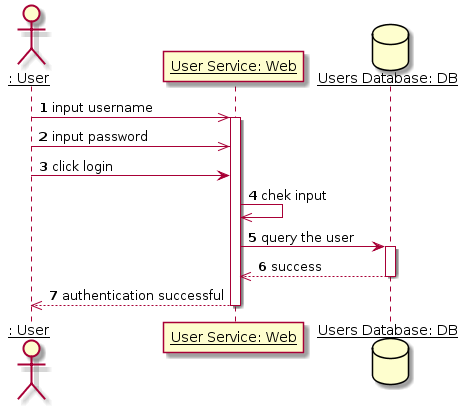 : User
User Service: Web
Users Database: DB
1 input username
2 input password
3 click login
4 chek input
5 query the user
6 success
7 authentication successful
: User
User Service: Web
Users Database: DB